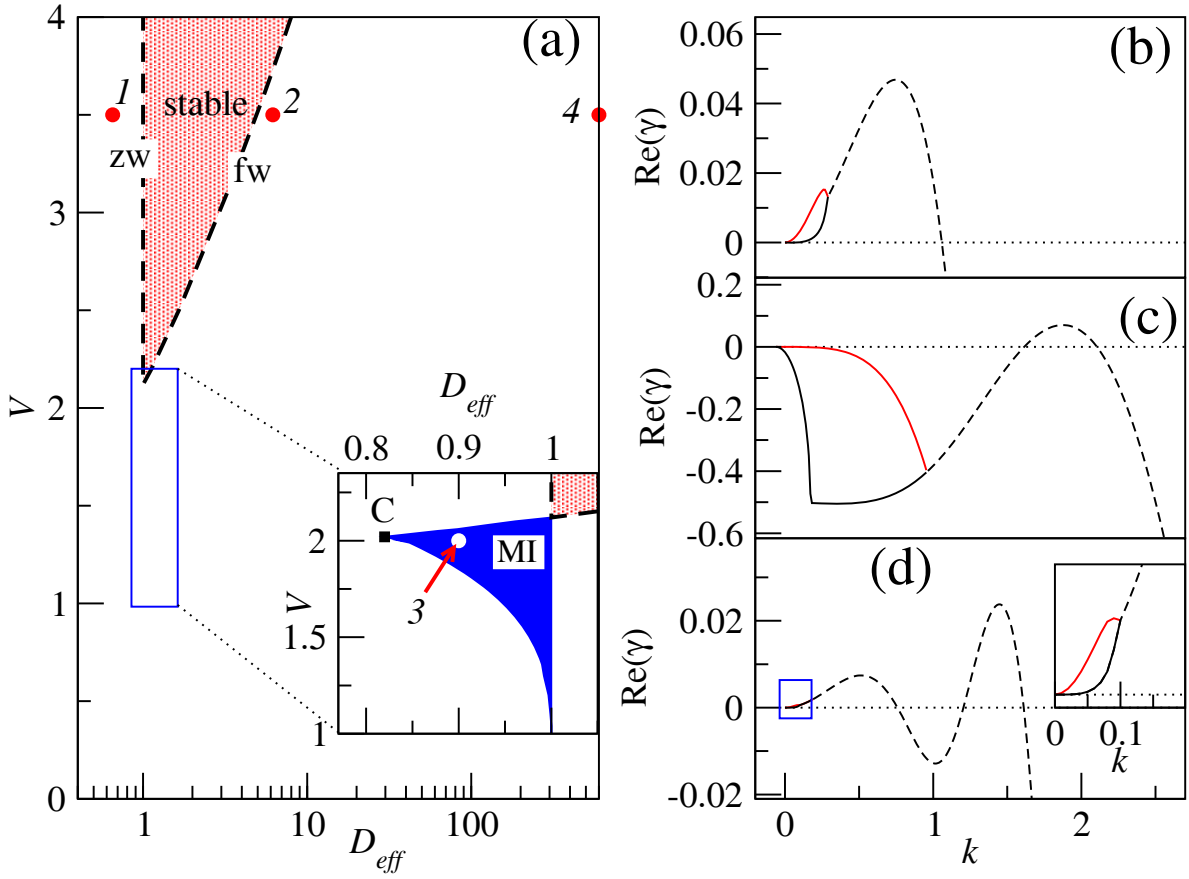 (a)
4
3
2
1
0
V
1
10
100
D_eff
1
stable
2
4
zw
fw
D_eff
0.8
0.9
1
C
MI
3
2
1.5
1
V
(b)
0.06
0.04
0.02
0
Re(γ)
(c)
0.2
0
-0.2
-0.4
-0.6
Re(γ)
(d)
0.02
0
-0.02
Re(γ)
0
0.1
k
0
1
2
k